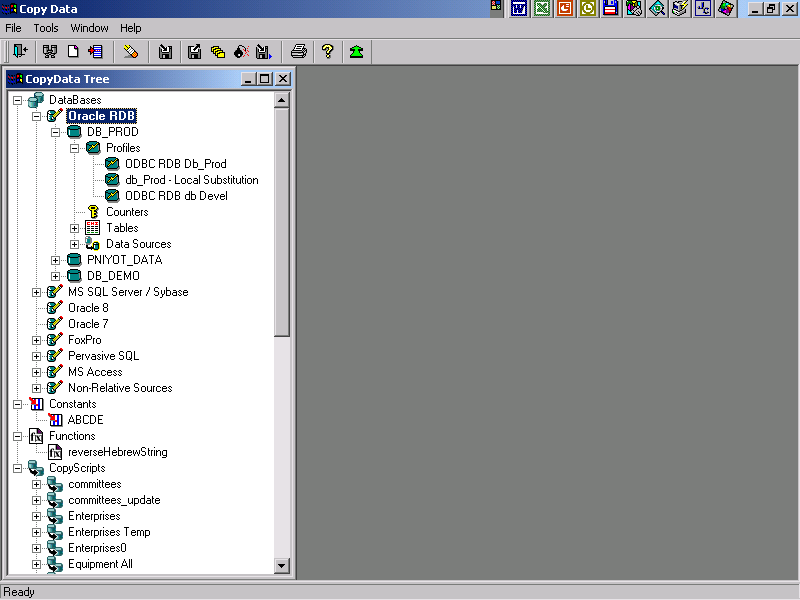 Copy Data
File Tools Window Help
CopyData Tree
DataBases
Oracle RDB
DB_PROD
Profiles
ODBC RDB Db_Prod
db_Prod - Local Substitution
ODBC RDB db Devel
Counters
Tables
Data Sources
PNIYOT_DATA
DB_DEMO
MS SQL Server / Sybase
Oracle 8
Oracle 7
FoxPro
Pervasive SQL
MS Access
Non-Relative Sources
Constants
ABCDE
Functions
reverseHebrewString
CopyScripts
committees
committees_update
Enterprises
Enterprises Temp
Enterprises0
Equipment All
Ready